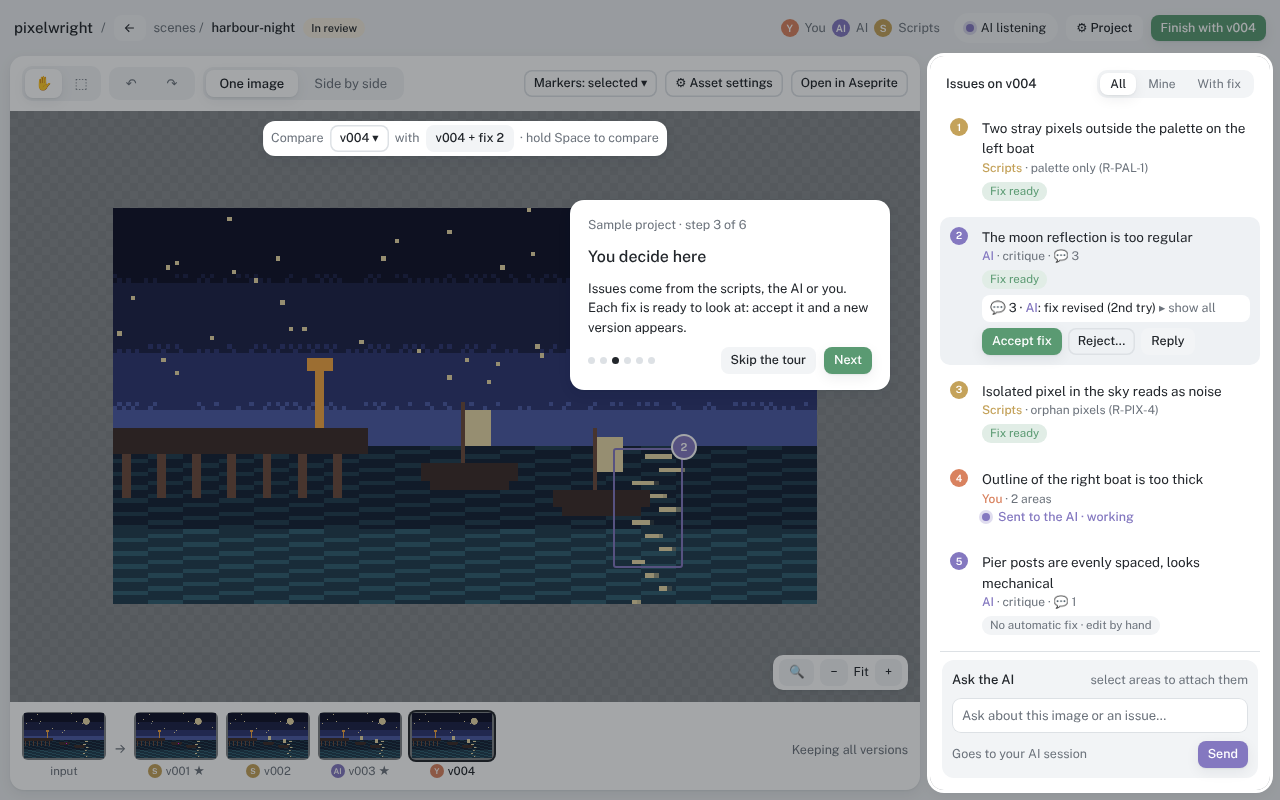 pixelwright / ← scenes / harbour-night In review
Y You AI AI S Scripts AI listening ⚙ Project Finish with v004
↶ ↷ One image Side by side Markers: selected ▾ ⚙ Asset settings Open in Aseprite
Compare v004 ▾ with v004 + fix 2 · hold Space to compare
Sample project · step 3 of 6
You decide here
Issues come from the scripts, the AI or you.
Each fix is ready to look at: accept it and a new
version appears.
Skip the tour Next
2
− Fit +
input → S v001 ★ S v002 AI v003 ★ Y v004
Keeping all versions
Issues on v004 All Mine With fix
1 Two stray pixels outside the palette on the
left boat
Scripts · palette only (R-PAL-1)
Fix ready
2 The moon reflection is too regular
AI · critique · 💬 3
Fix ready
💬 3 · AI: fix revised (2nd try) ▸ show all
Accept fix Reject… Reply
3 Isolated pixel in the sky reads as noise
Scripts · orphan pixels (R-PIX-4)
Fix ready
4 Outline of the right boat is too thick
You · 2 areas
Sent to the AI · working
5 Pier posts are evenly spaced, looks
mechanical
AI · critique · 💬 1
No automatic fix · edit by hand
Ask the AI select areas to attach them
Ask about this image or an issue…
Goes to your AI session Send